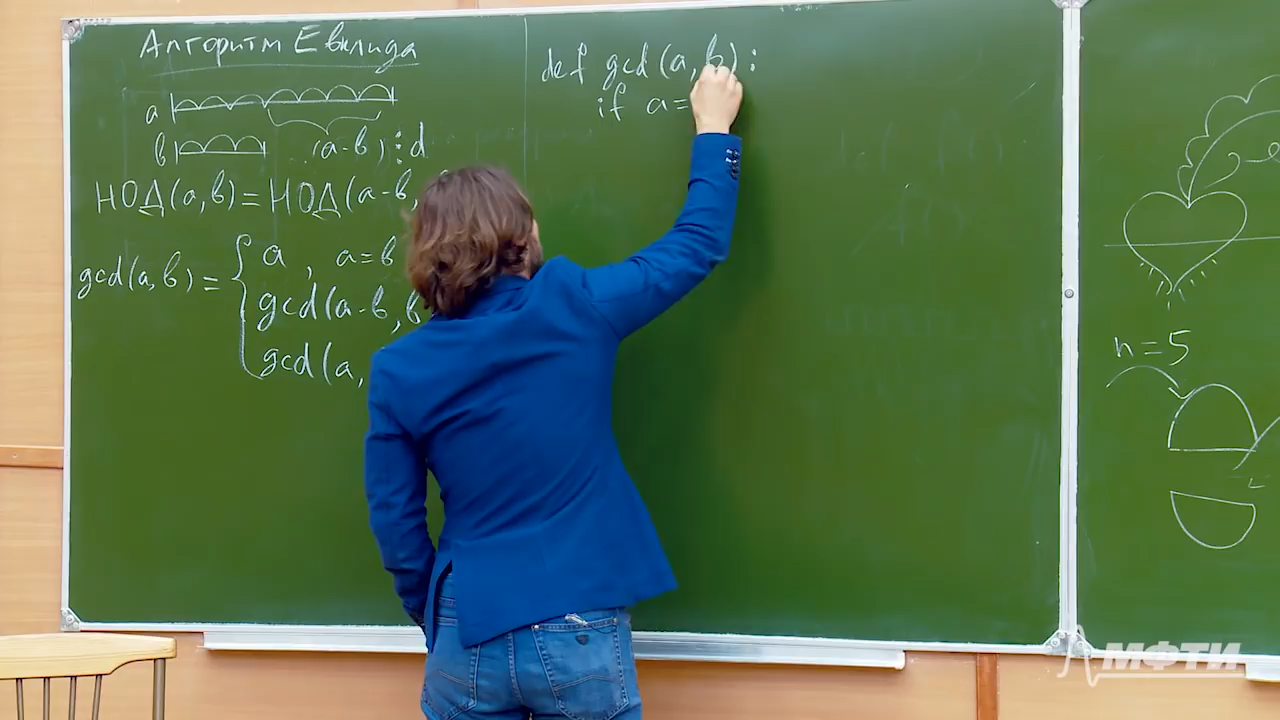 Алгоритм Евклида
a
b
(a-b) ⋮ d
НОД(a,b)=НОД(a-b,
gcd(a,b) = { a , a=b
gcd(a-b, b
gcd(a,
def gcd(a,b):
if a=
n=5
МФТИ